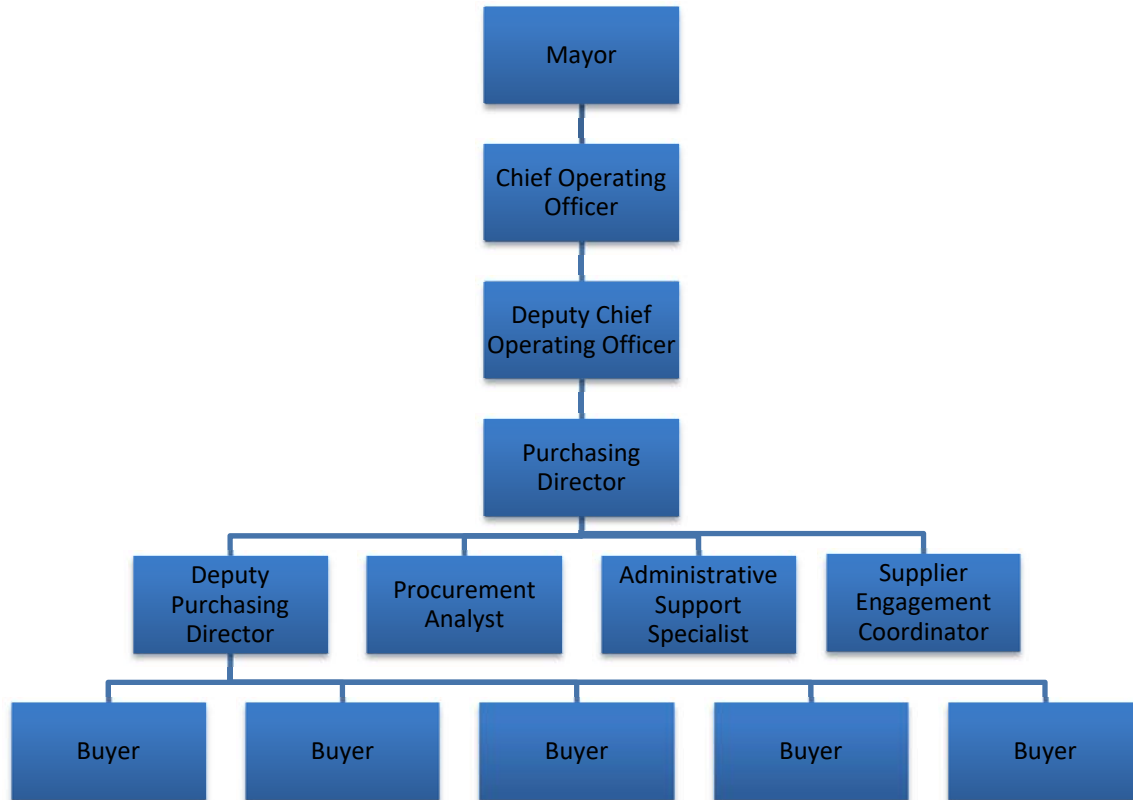 Mayor
Chief Operating
Officer
Deputy Chief
Operating Officer
Purchasing
Director
Deputy
Purchasing
Director
Procurement
Analyst
Administrative
Support
Specialist
Supplier
Engagement
Coordinator
Buyer
Buyer
Buyer
Buyer
Buyer